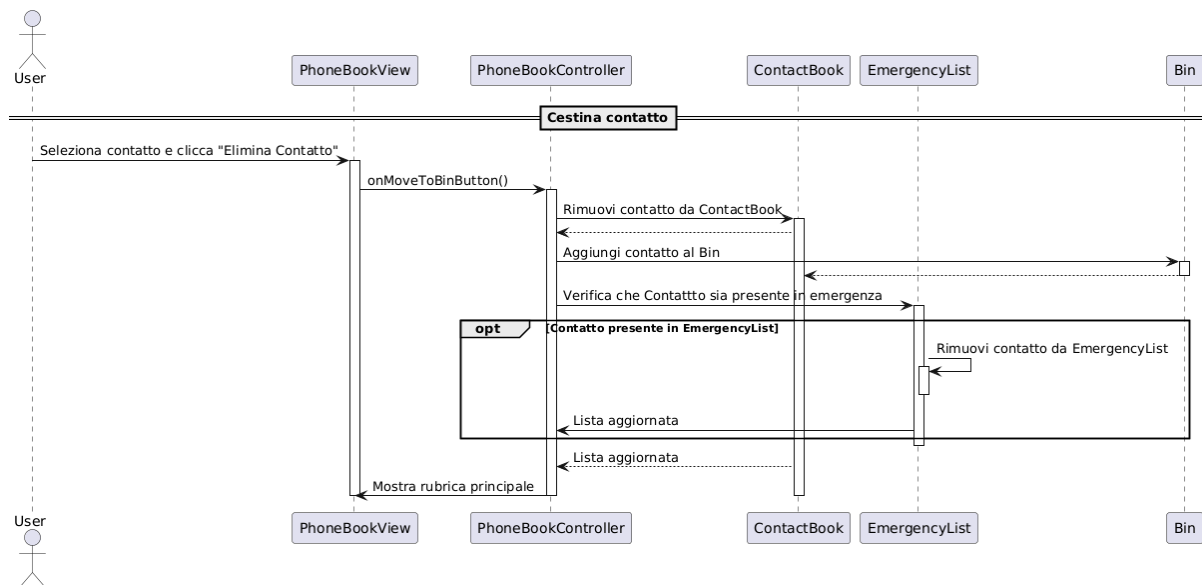 User
PhoneBookView
PhoneBookController
ContactBook
EmergencyList
Bin
Cestina contatto
Seleziona contatto e clicca "Elimina Contatto"
onMoveToBinButton()
Rimuovi contatto da ContactBook
Aggiungi contatto al Bin
Verifica che Contattto sia presente in emergenza
opt
[Contatto presente in EmergencyList]
Rimuovi contatto da EmergencyList
Lista aggiornata
Lista aggiornata
Mostra rubrica principale
User
PhoneBookView
PhoneBookController
ContactBook
EmergencyList
Bin